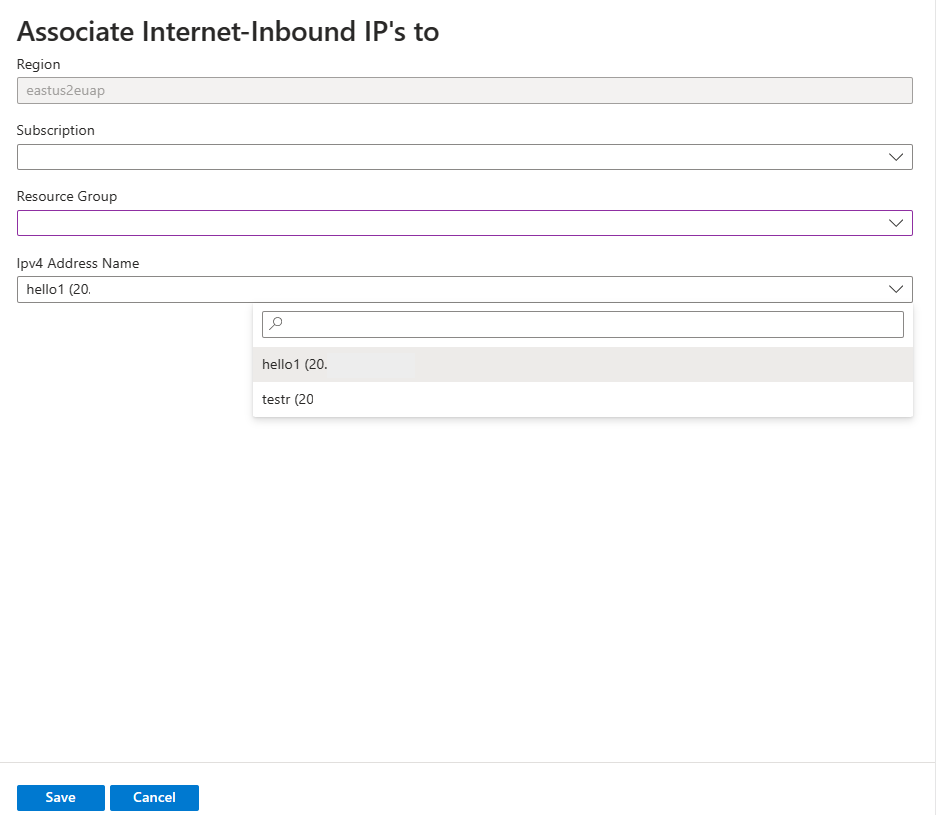 Associate Internet-Inbound IP's to
Region
eastus2euap
Subscription
Resource Group
Ipv4 Address Name
hello1 (20.
hello1 (20.
testr (20
Save
Cancel